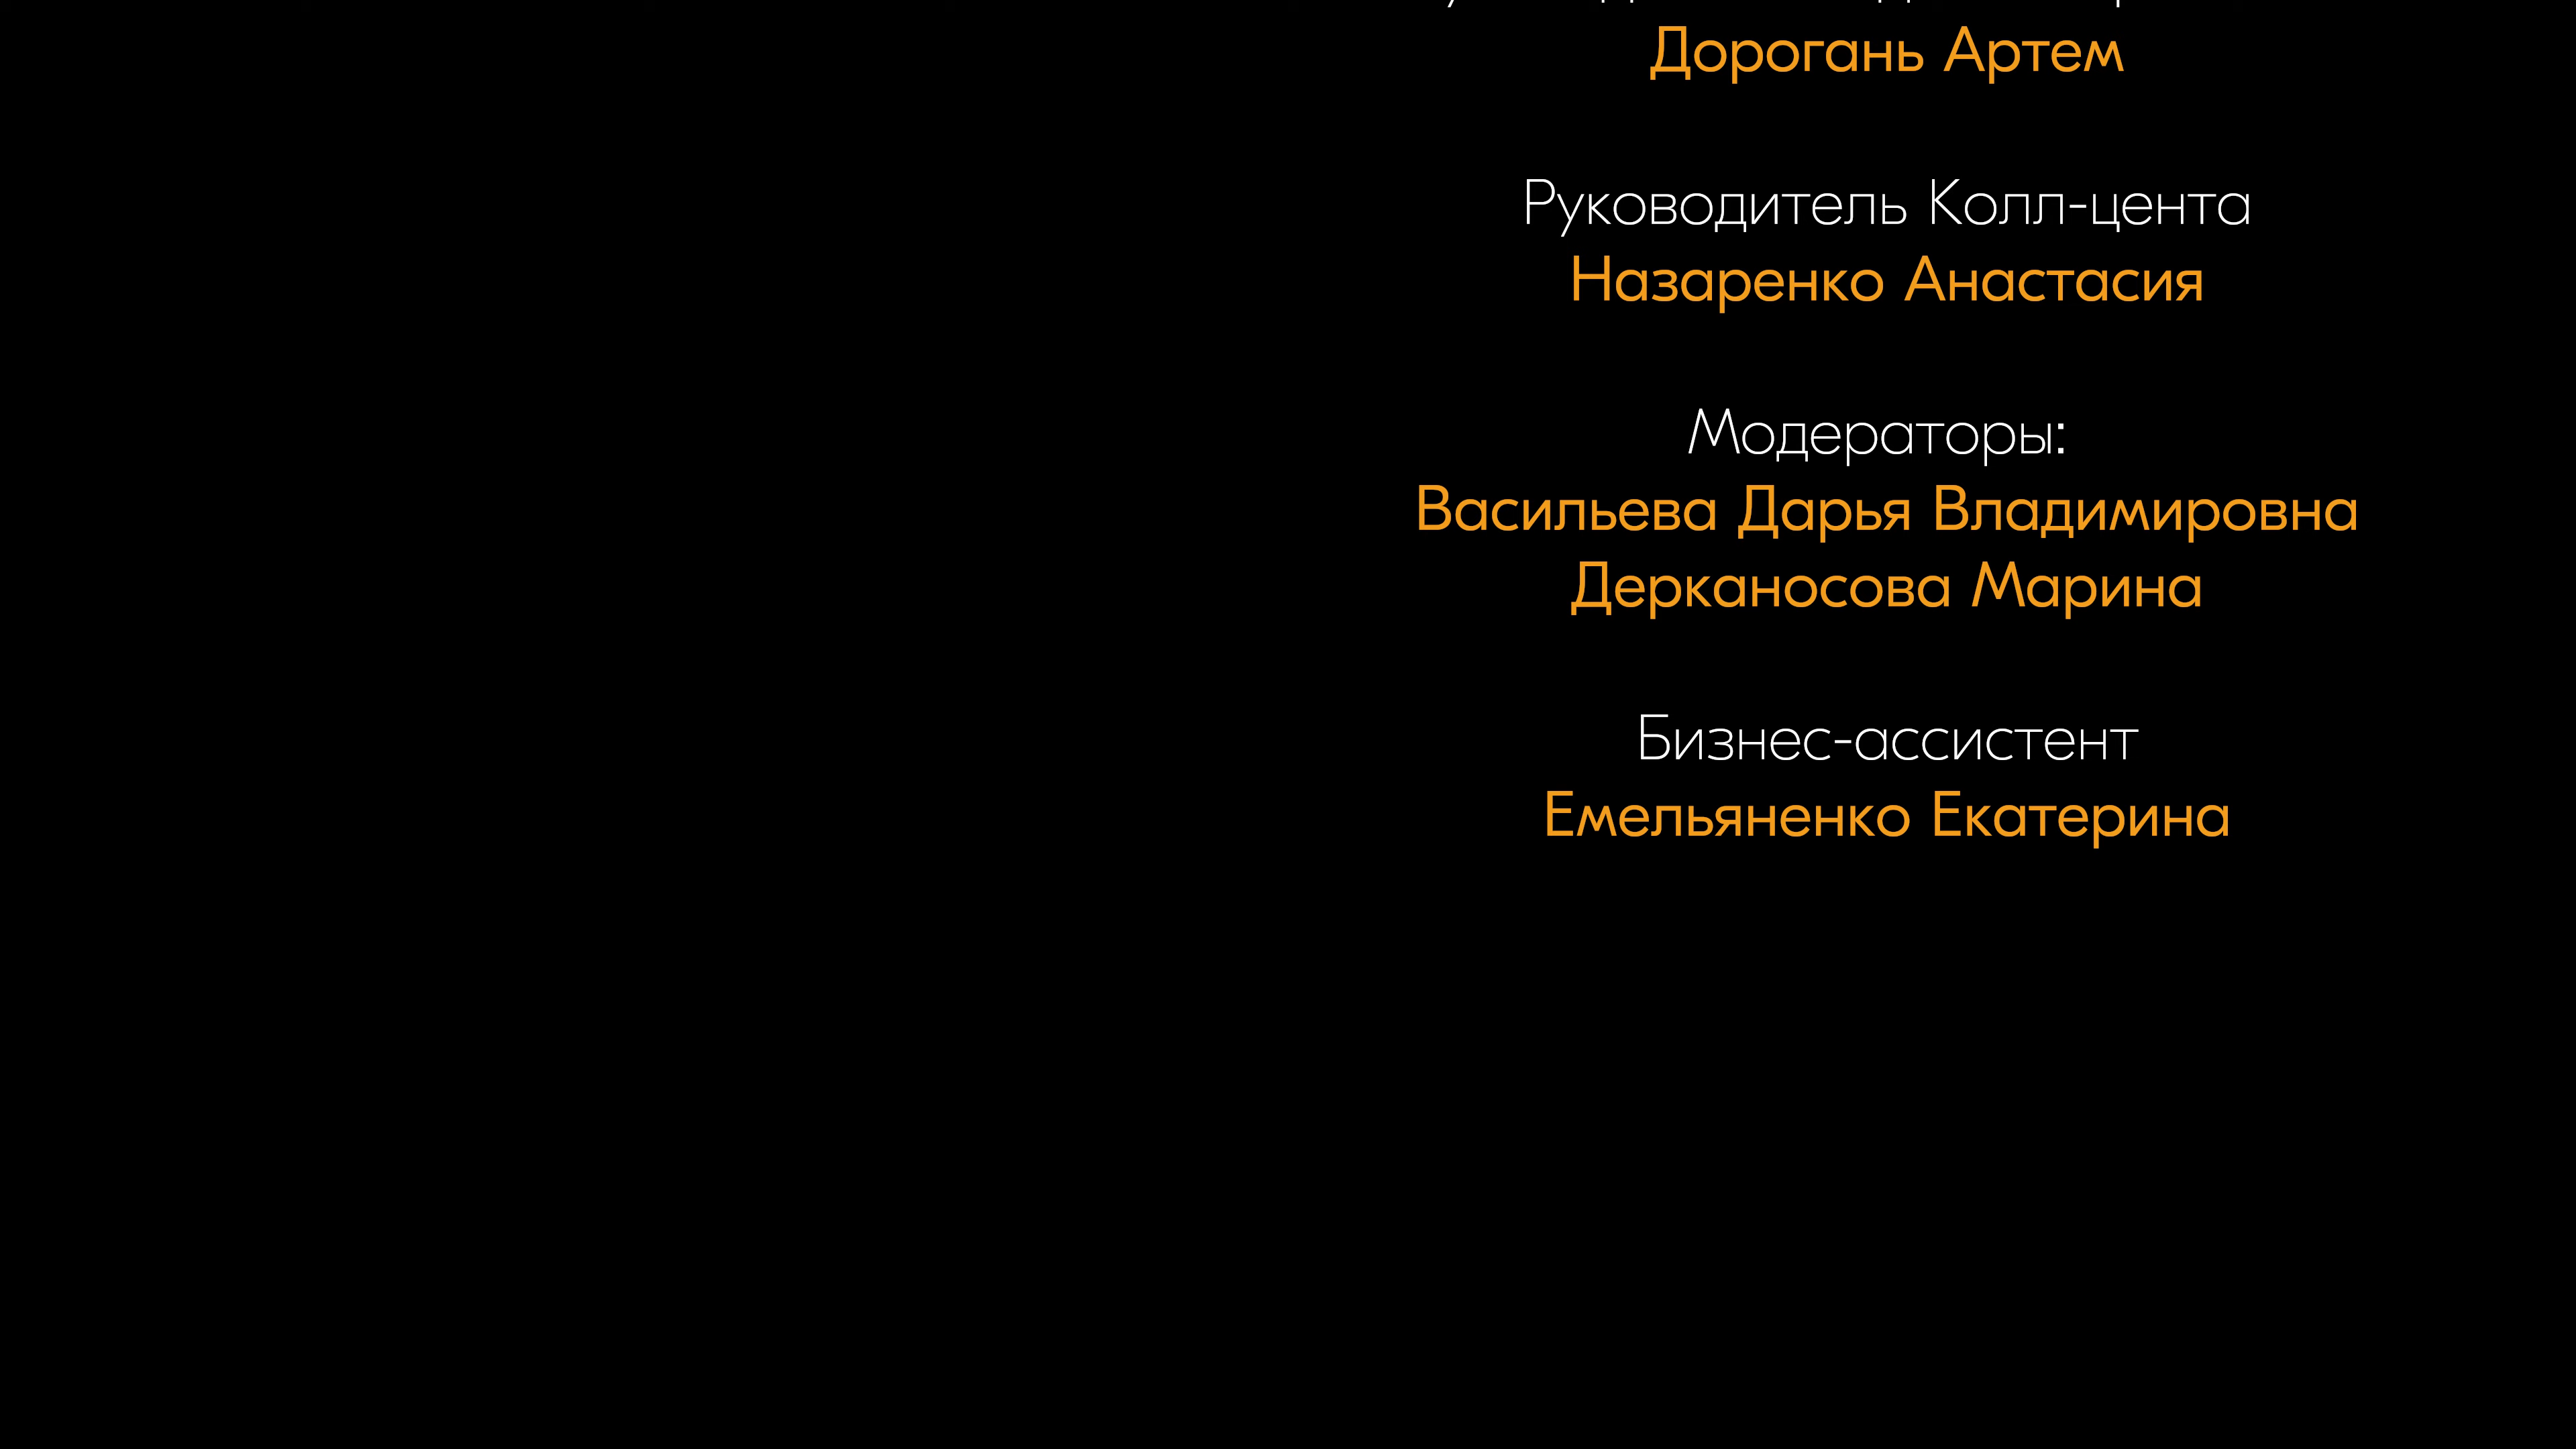 Дорогань Артем
Руководитель Колл-цента
Назаренко Анастасия
Модераторы:
Васильева Дарья Владимировна
Дерканосова Марина
Бизнес-ассистент
Емельяненко Екатерина